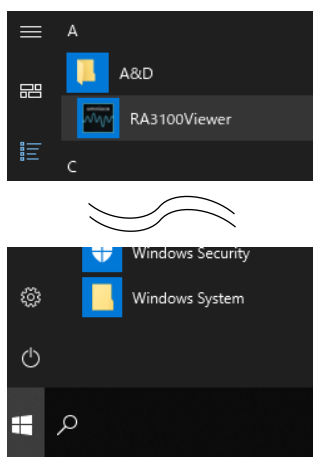 A
A&D
RA3100Viewer
C
Windows Security
Windows System